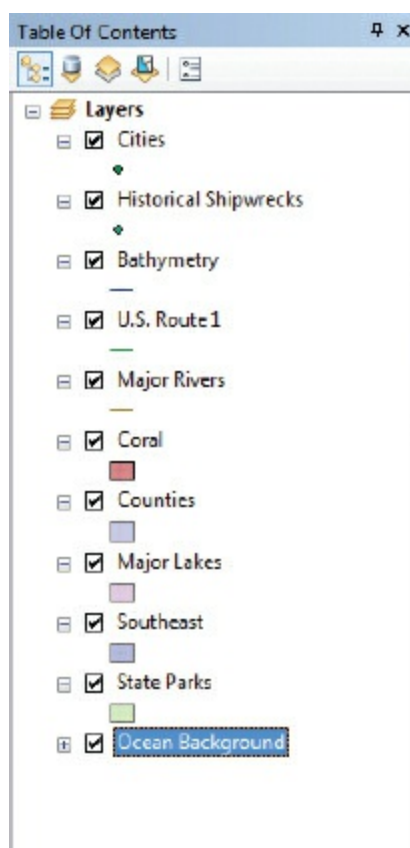 Table Of Contents
Layers
Cities
Historical Shipwrecks
Bathymetry
U.S. Route 1
Major Rivers
Coral
Counties
Major Lakes
Southeast
State Parks
Ocean Background